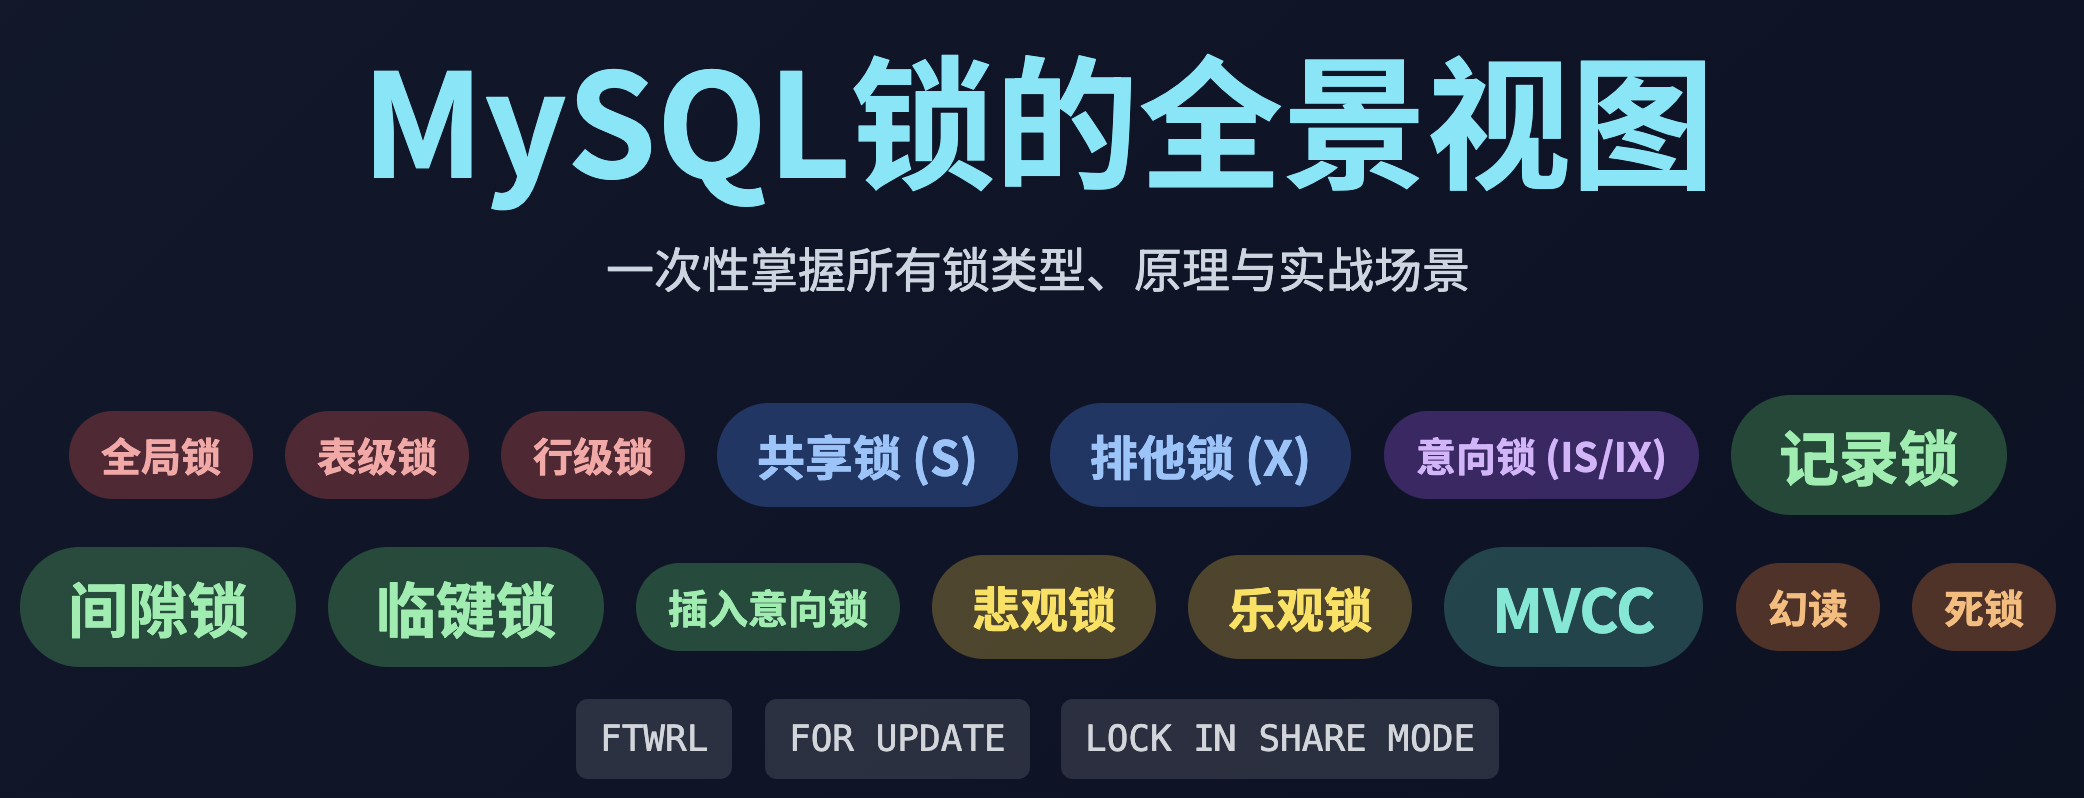 MySQL锁的全景视图
一次性掌握所有锁类型、原理与实战场景
全局锁 表级锁 行级锁 共享锁 (S) 排他锁 (X) 意向锁 (IS/IX) 记录锁
间隙锁 临键锁 插入意向锁 悲观锁 乐观锁 MVCC 幻读 死锁
FTWRL FOR UPDATE LOCK IN SHARE MODE